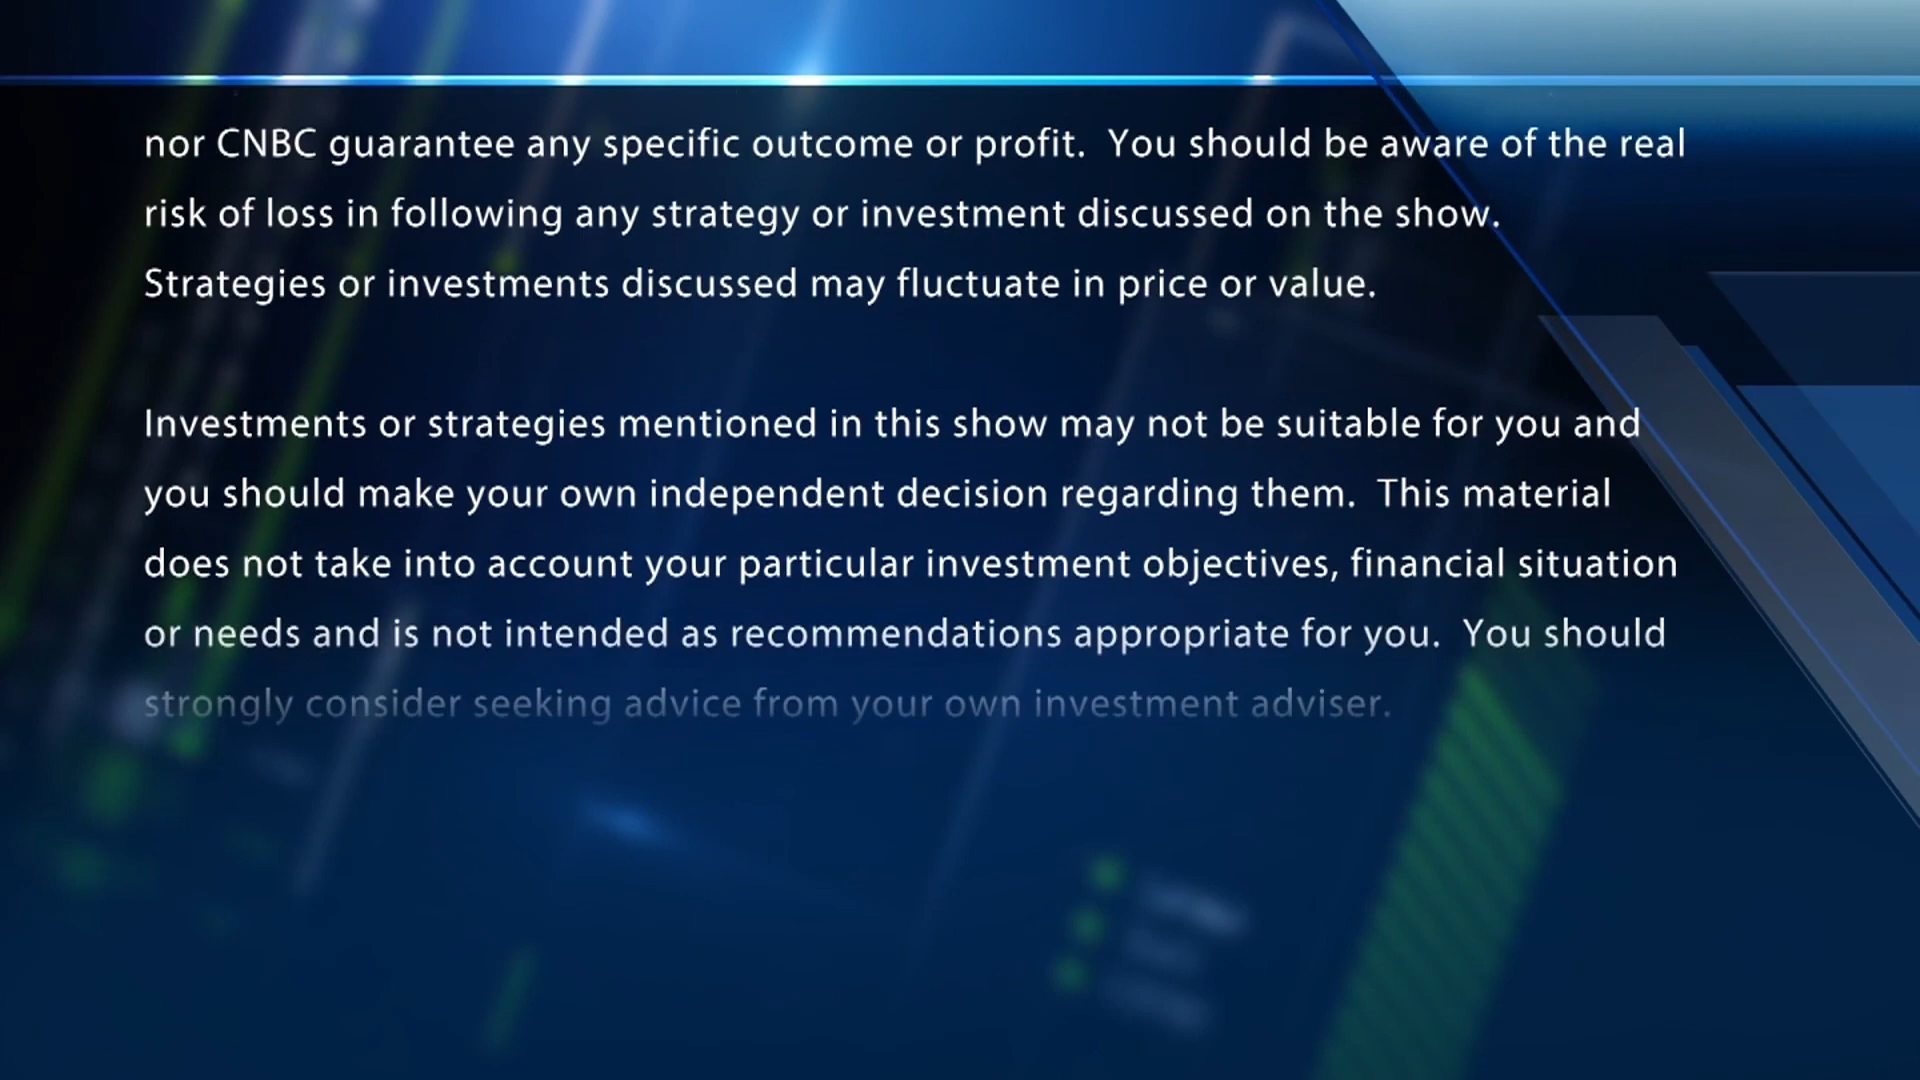 nor CNBC guarantee any specific outcome or profit.  You should be aware of the real
risk of loss in following any strategy or investment discussed on the show.
Strategies or investments discussed may fluctuate in price or value.
Investments or strategies mentioned in this show may not be suitable for you and
you should make your own independent decision regarding them.  This material
does not take into account your particular investment objectives, financial situation
or needs and is not intended as recommendations appropriate for you.  You should
strongly consider seeking advice from your own investment adviser.